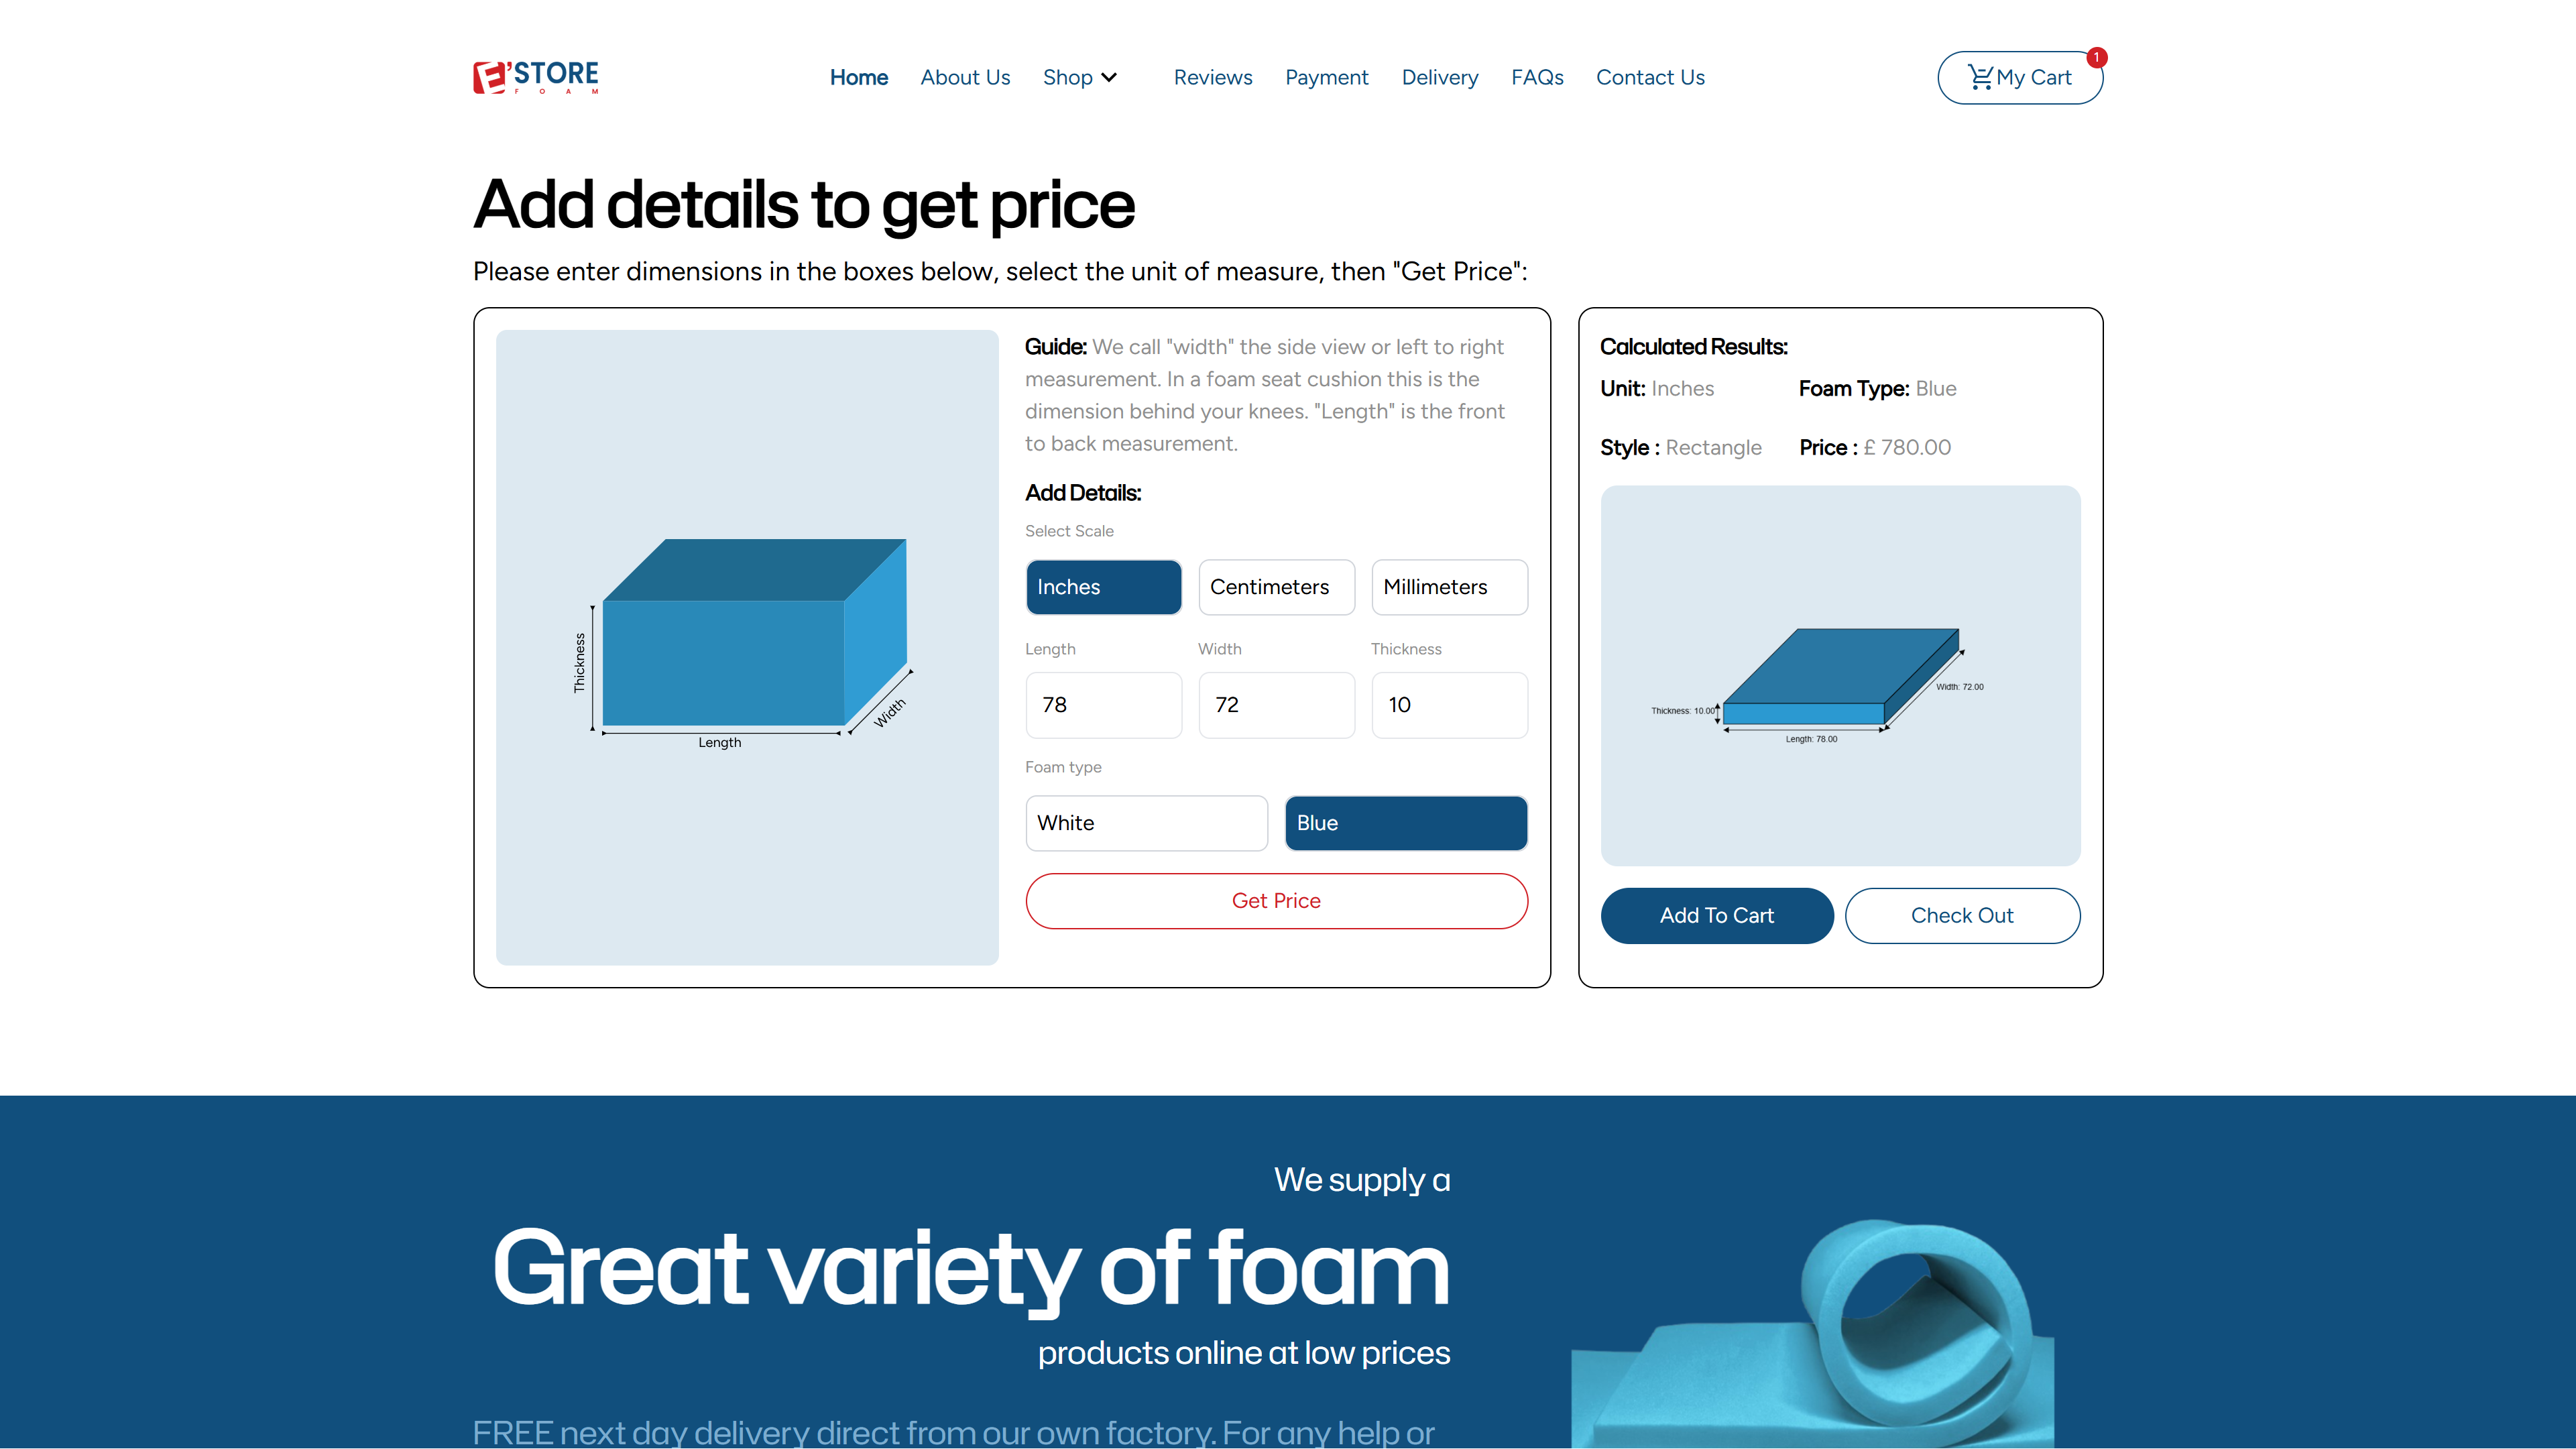 E'STORE
FOAM
Home About Us Shop Reviews Payment Delivery FAQs Contact Us
My Cart
1
Add details to get price
Please enter dimensions in the boxes below, select the unit of measure, then "Get Price":
Thickness
Length
Width
Guide: We call "width" the side view or left to right
measurement. In a foam seat cushion this is the
dimension behind your knees. "Length" is the front
to back measurement.
Add Details:
Select Scale
Inches Centimeters Millimeters
Length Width Thickness
78 72 10
Foam type
White Blue
Get Price
Calculated Results:
Unit: Inches Foam Type: Blue
Style : Rectangle Price : £ 780.00
Width: 72.00
Thickness: 10.00
Length: 78.00
Add To Cart Check Out
We supply a
Great variety of foam
products online at low prices
FREE next day delivery direct from our own factory. For any help or